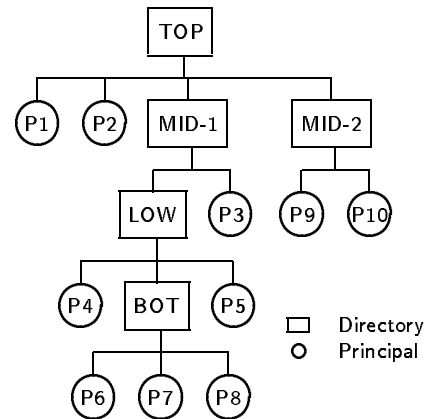 TOP
P1 P2 MID-1 MID-2
LOW P3 P9 P10
P4 BOT P5
Directory
Principal
P6 P7 P8